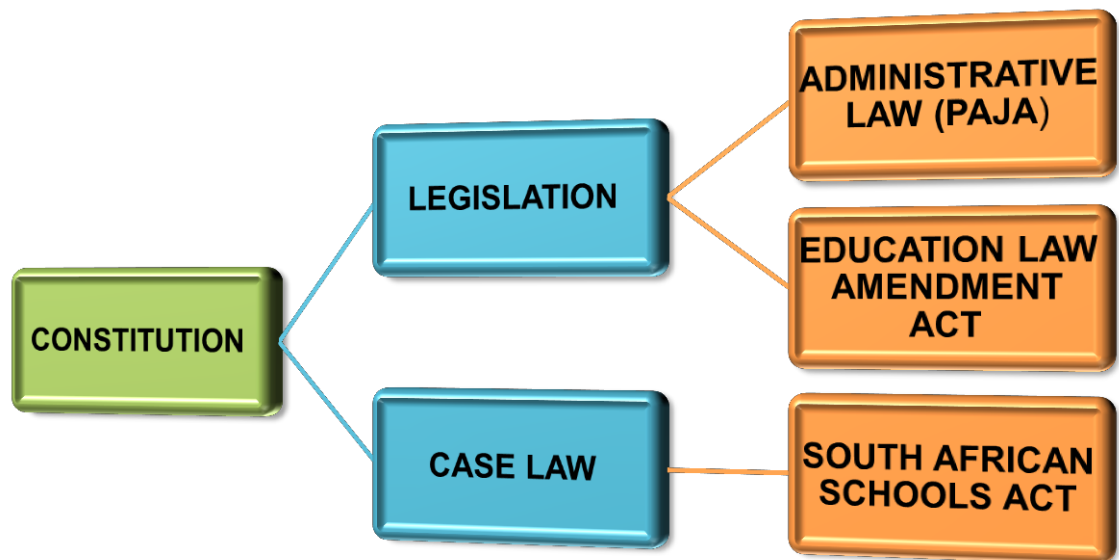 CONSTITUTION
LEGISLATION
CASE LAW
ADMINISTRATIVE
LAW (PAJA)
EDUCATION LAW
AMENDMENT
ACT
SOUTH AFRICAN
SCHOOLS ACT